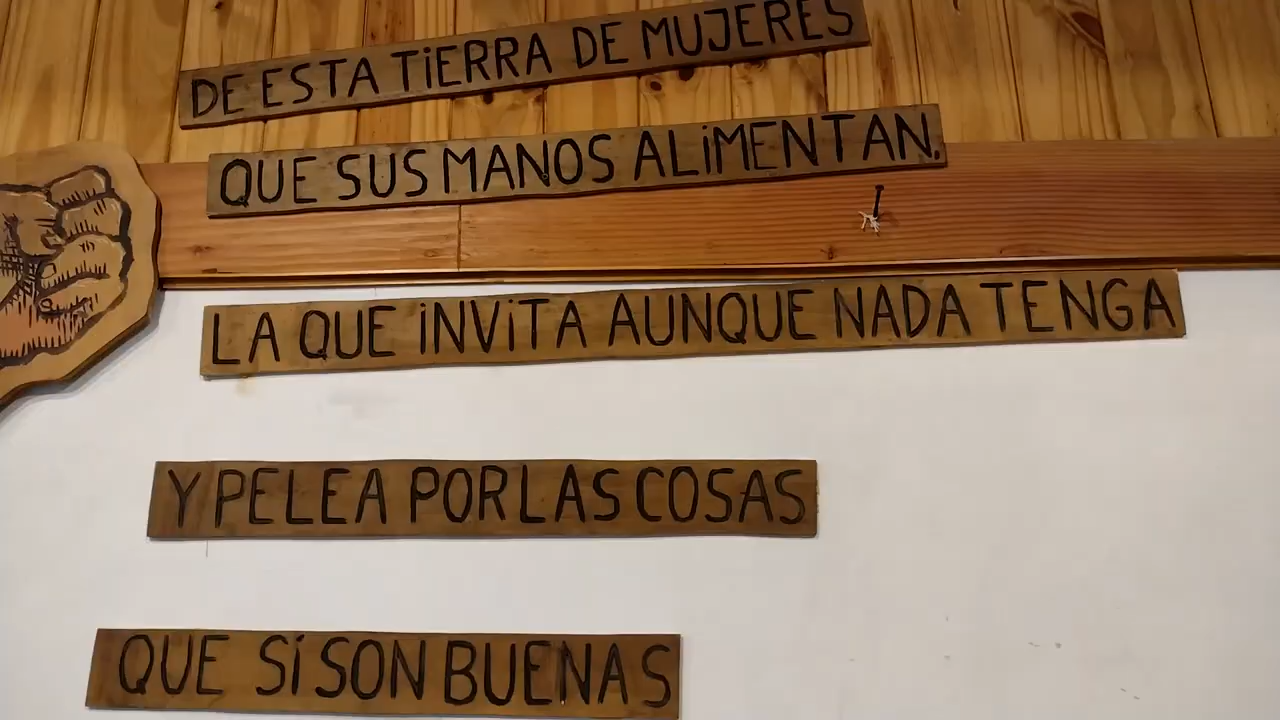 DE ESTA TiERRA DE MUJERES
QUE SUS MANOS ALiMENTAN.
LA QUE iNViTA AUNQUE NADA TENGA
Y PELEA POR LAS COSAS
QUE Sí SON BUENAS